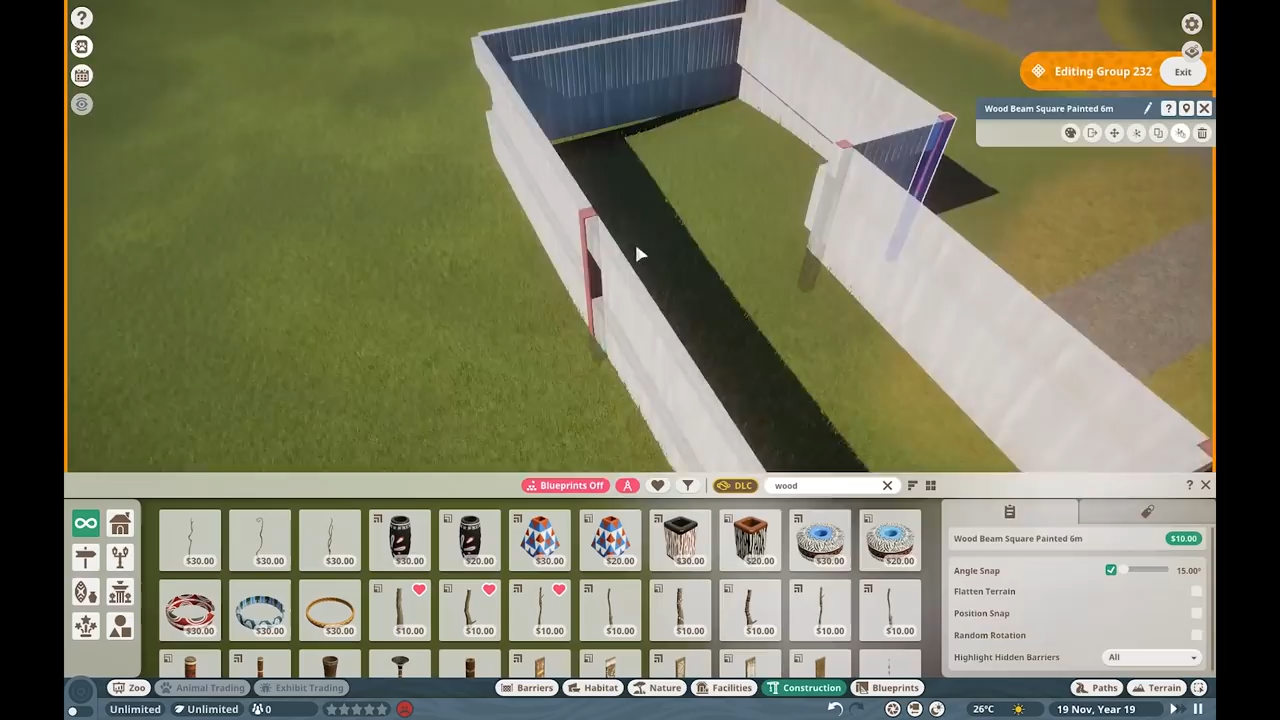 ?
Editing Group 232
Exit
Wood Beam Square Painted 6m
?
Blueprints Off
A
DLC
wood
?
$30.00 $30.00 $30.00 $30.00 $20.00 $30.00 $20.00 $30.00 $20.00 $30.00 $20.00
$30.00 $30.00 $30.00 $10.00 $10.00 $10.00 $10.00 $10.00 $10.00 $10.00 $10.00
Wood Beam Square Painted 6m $10.00
Angle Snap 15.00°
Flatten Terrain
Position Snap
Random Rotation
Highlight Hidden Barriers All
Zoo Animal Trading Exhibit Trading Barriers Habitat Nature Facilities Construction Blueprints Paths Terrain
Unlimited Unlimited 0 26°C 19 Nov, Year 19